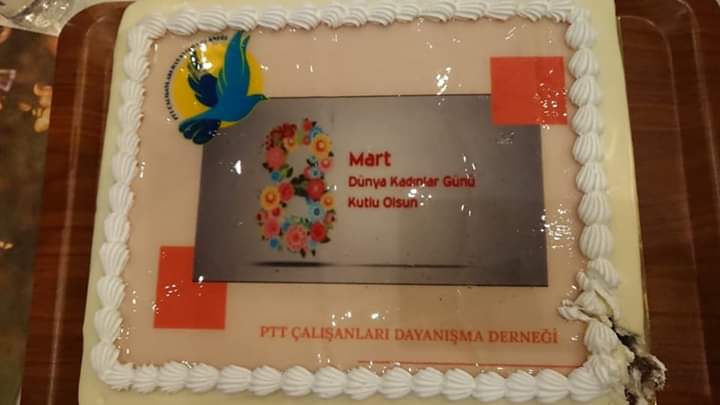 8 Mart
Dünya Kadınlar Günü
Kutlu Olsun
PTT ÇALIŞANLARI DAYANIŞMA DERNEĞİ